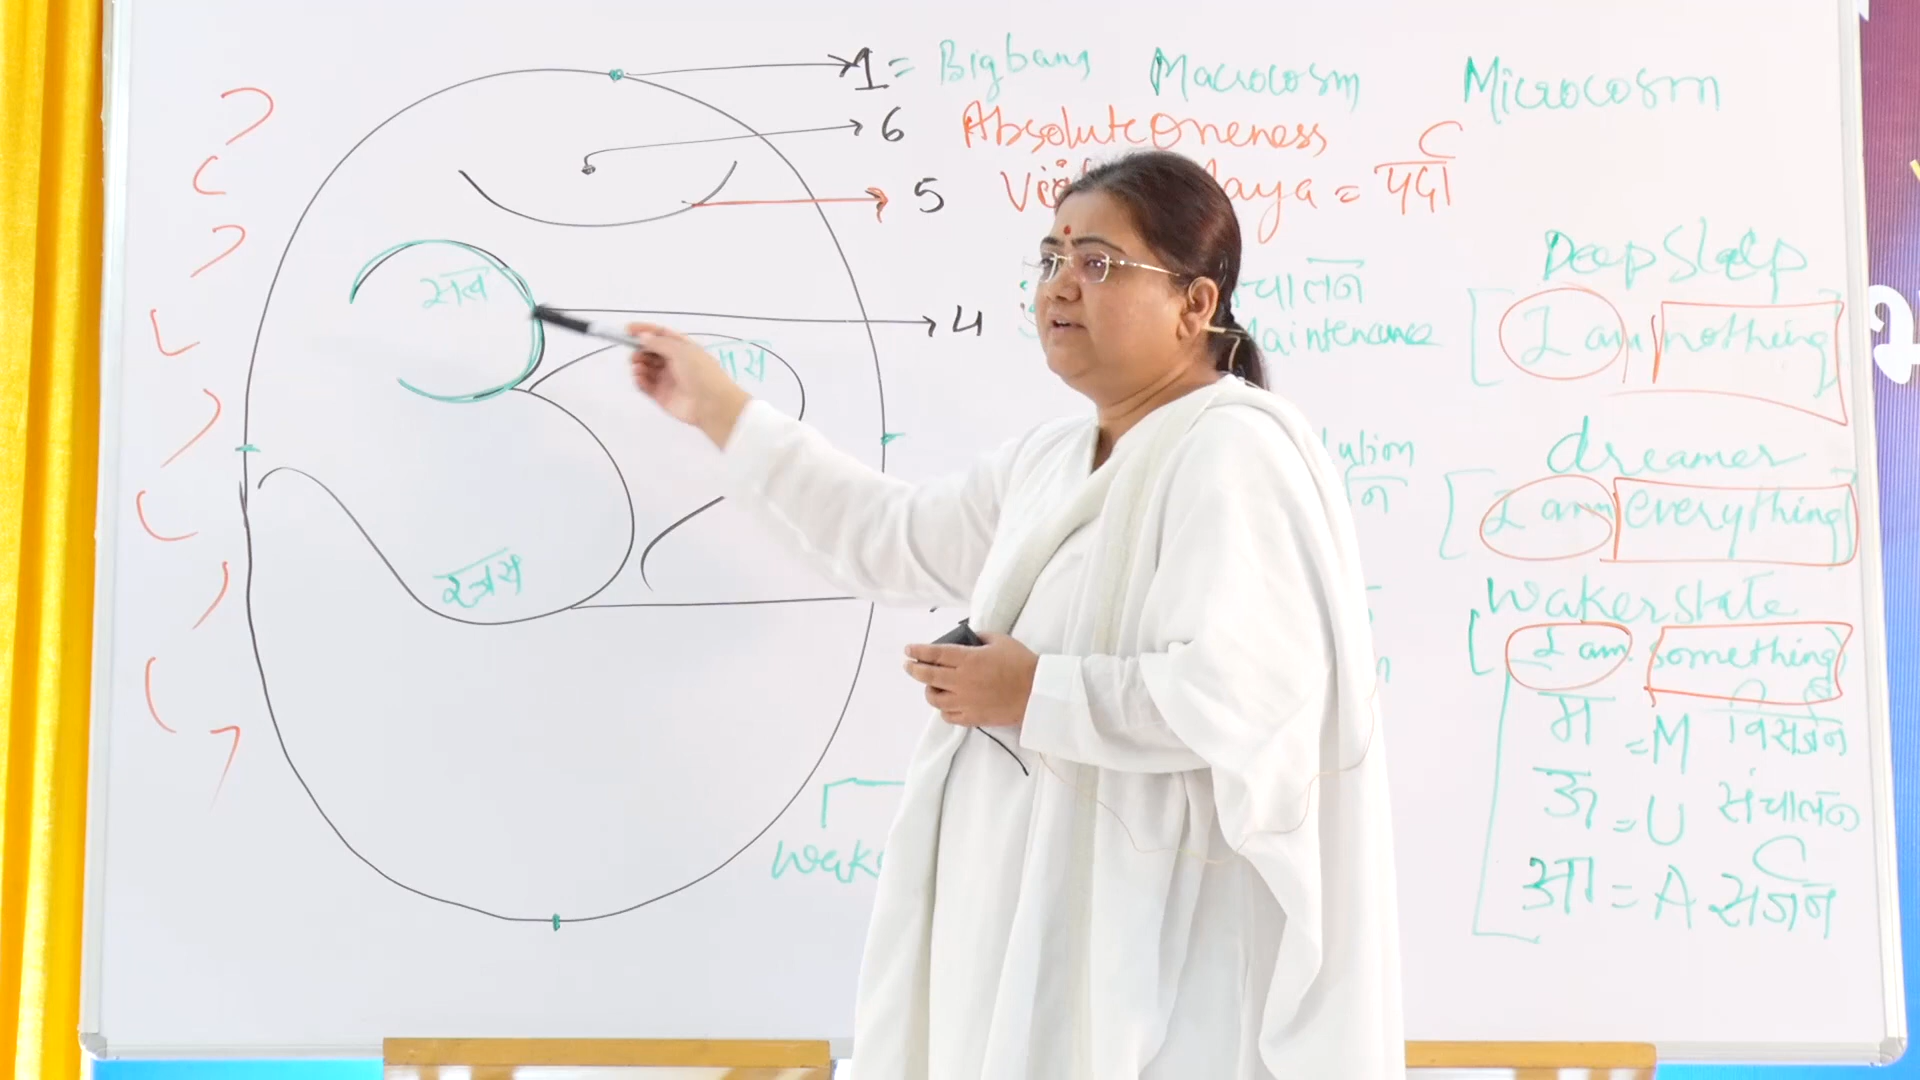 1 = Bigbang Macrocosm Microcosm
6 Absolute Oneness
5 Maya = पर्दा
सत्व
4 चालन
Maintenance
रजस
Deep Sleep
I am nothing
dreamer
I am everything
waker state
I am something
म = M विसर्जन
ऊ = U संचालन
आ = A सर्जन